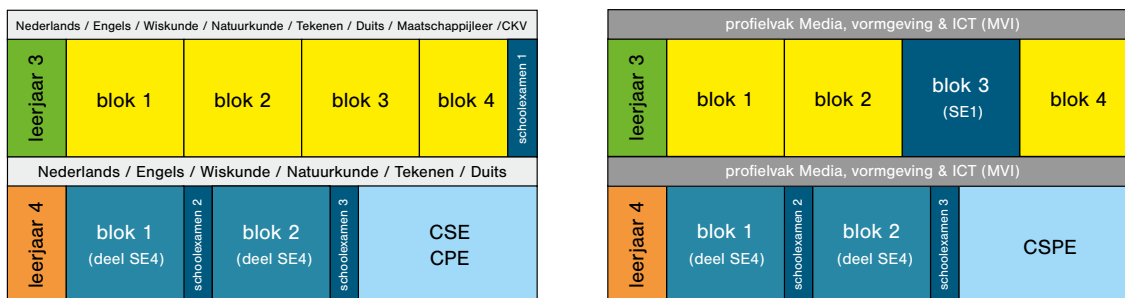 Nederlands / Engels / Wiskunde / Natuurkunde / Tekenen / Duits / Maatschappijleer /CKV
leerjaar 3
blok 1
blok 2
blok 3
blok 4
schoolexamen 1
Nederlands / Engels / Wiskunde / Natuurkunde / Tekenen / Duits
leerjaar 4
blok 1
(deel SE4)
schoolexamen 2
blok 2
(deel SE4)
schoolexamen 3
CSE
CPE
profielvak Media, vormgeving & ICT (MVI)
leerjaar 3
blok 1
blok 2
blok 3
(SE1)
blok 4
profielvak Media, vormgeving & ICT (MVI)
leerjaar 4
blok 1
(deel SE4)
schoolexamen 2
blok 2
(deel SE4)
schoolexamen 3
CSPE